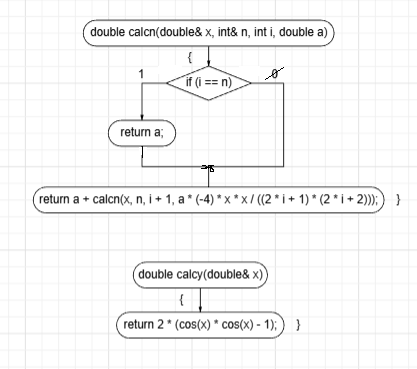 double calcn(double& x, int& n, int i, double a)
{
1
if (i == n)
0
return a;
return a + calcn(x, n, i + 1, a * (-4) * x * x / ((2 * i + 1) * (2 * i + 2))); }
double calcy(double& x)
{
return 2 * (cos(x) * cos(x) - 1); }